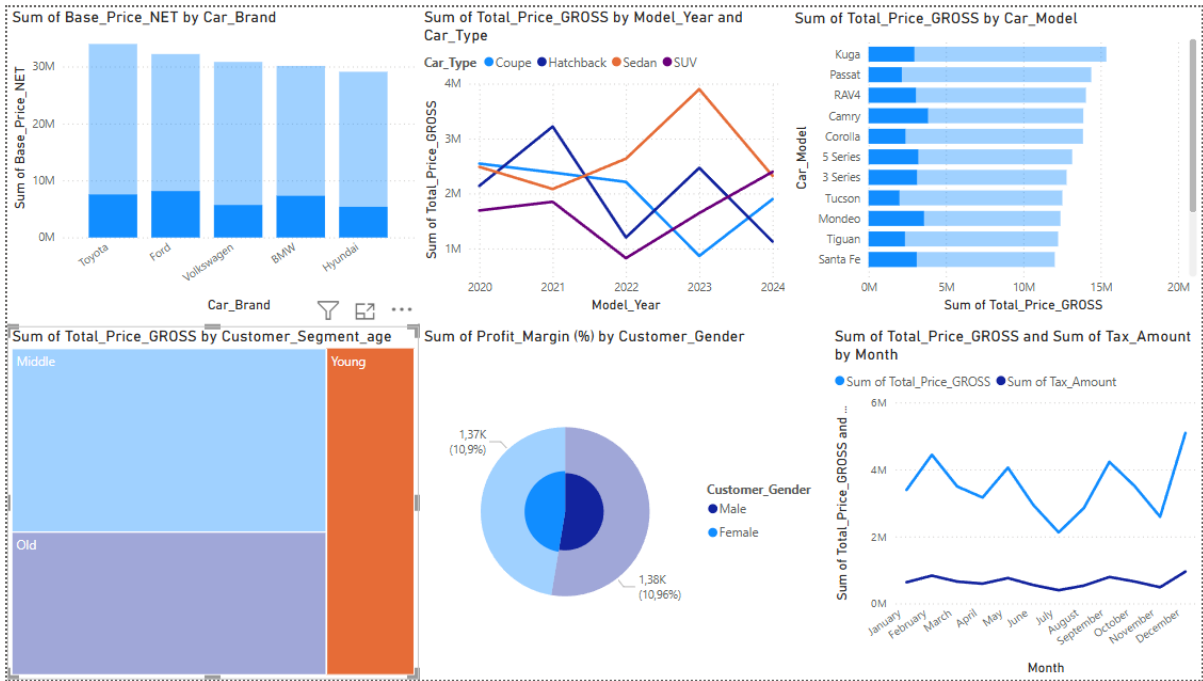 Sum of Base_Price_NET by Car_Brand
Sum of Base_Price_NET
30M
20M
10M
0M
Toyota
Ford
Volkswagen
BMW
Hyundai
Car_Brand
Sum of Total_Price_GROSS by Model_Year and
Car_Type
Car_Type Coupe Hatchback Sedan SUV
Sum of Total_Price_GROSS
4M
3M
2M
1M
2020 2021 2022 2023 2024
Model_Year
Sum of Total_Price_GROSS by Car_Model
Car_Model
Kuga
Passat
RAV4
Camry
Corolla
5 Series
3 Series
Tucson
Mondeo
Tiguan
Santa Fe
0M 5M 10M 15M 20M
Sum of Total_Price_GROSS
Sum of Total_Price_GROSS by Customer_Segment_age
Middle
Young
Old
Sum of Profit_Margin (%) by Customer_Gender
1,37K
(10,9%)
1,38K
(10,96%)
Customer_Gender
Male
Female
Sum of Total_Price_GROSS and Sum of Tax_Amount
by Month
Sum of Total_Price_GROSS Sum of Tax_Amount
Sum of Total_Price_GROSS and ...
6M
4M
2M
0M
January
February
March
April
May
June
July
August
September
October
November
December
Month